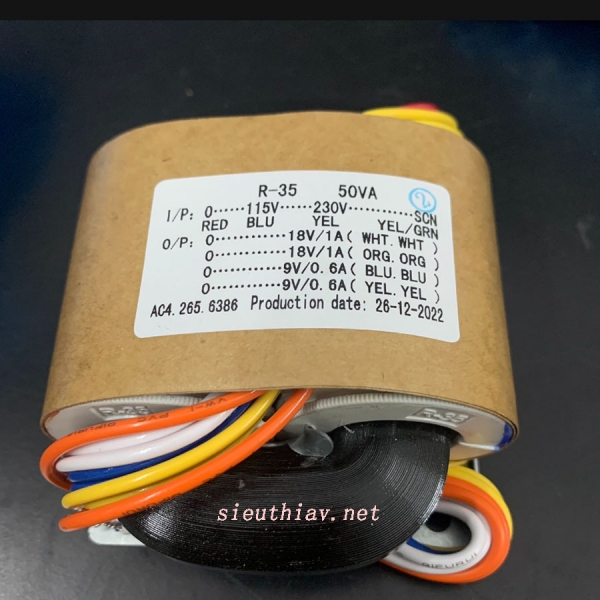 R-35 50VA
2
I/P: 0......115V......230V............SCN
RED BLU YEL YEL/GRN
O/P: 0............18V/1A( WHT.WHT )
0............18V/1A( ORG.ORG )
0............9V/0.6A( BLU.BLU )
0............9V/0.6A( YEL.YEL )
AC4.265.6386 Production date: 26-12-2022
R-35
sieuthiav.net